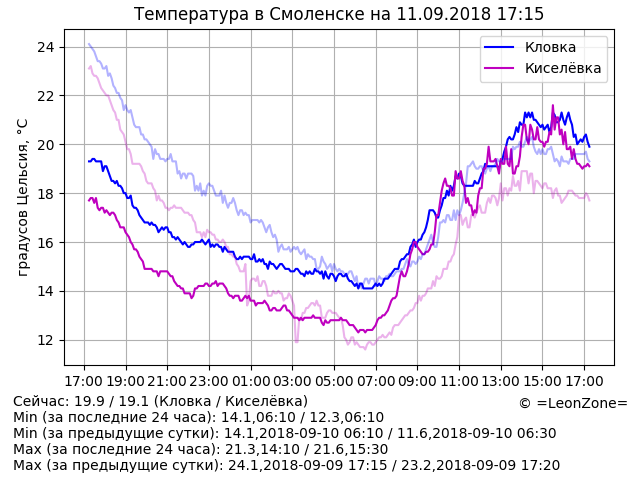 Температура в Смоленске на 11.09.2018 17:15
Кловка
Киселёвка
градусов Цельсия, °C
24
22
20
18
16
14
12
17:00 19:00 21:00 23:00 01:00 03:00 05:00 07:00 09:00 11:00 13:00 15:00 17:00
Сейчас: 19.9 / 19.1 (Кловка / Киселёвка)
© =LeonZone=
Min (за последние 24 часа): 14.1,06:10 / 12.3,06:10
Min (за предыдущие сутки): 14.1,2018-09-10 06:10 / 11.6,2018-09-10 06:30
Max (за последние 24 часа): 21.3,14:10 / 21.6,15:30
Max (за предыдущие сутки): 24.1,2018-09-09 17:15 / 23.2,2018-09-09 17:20